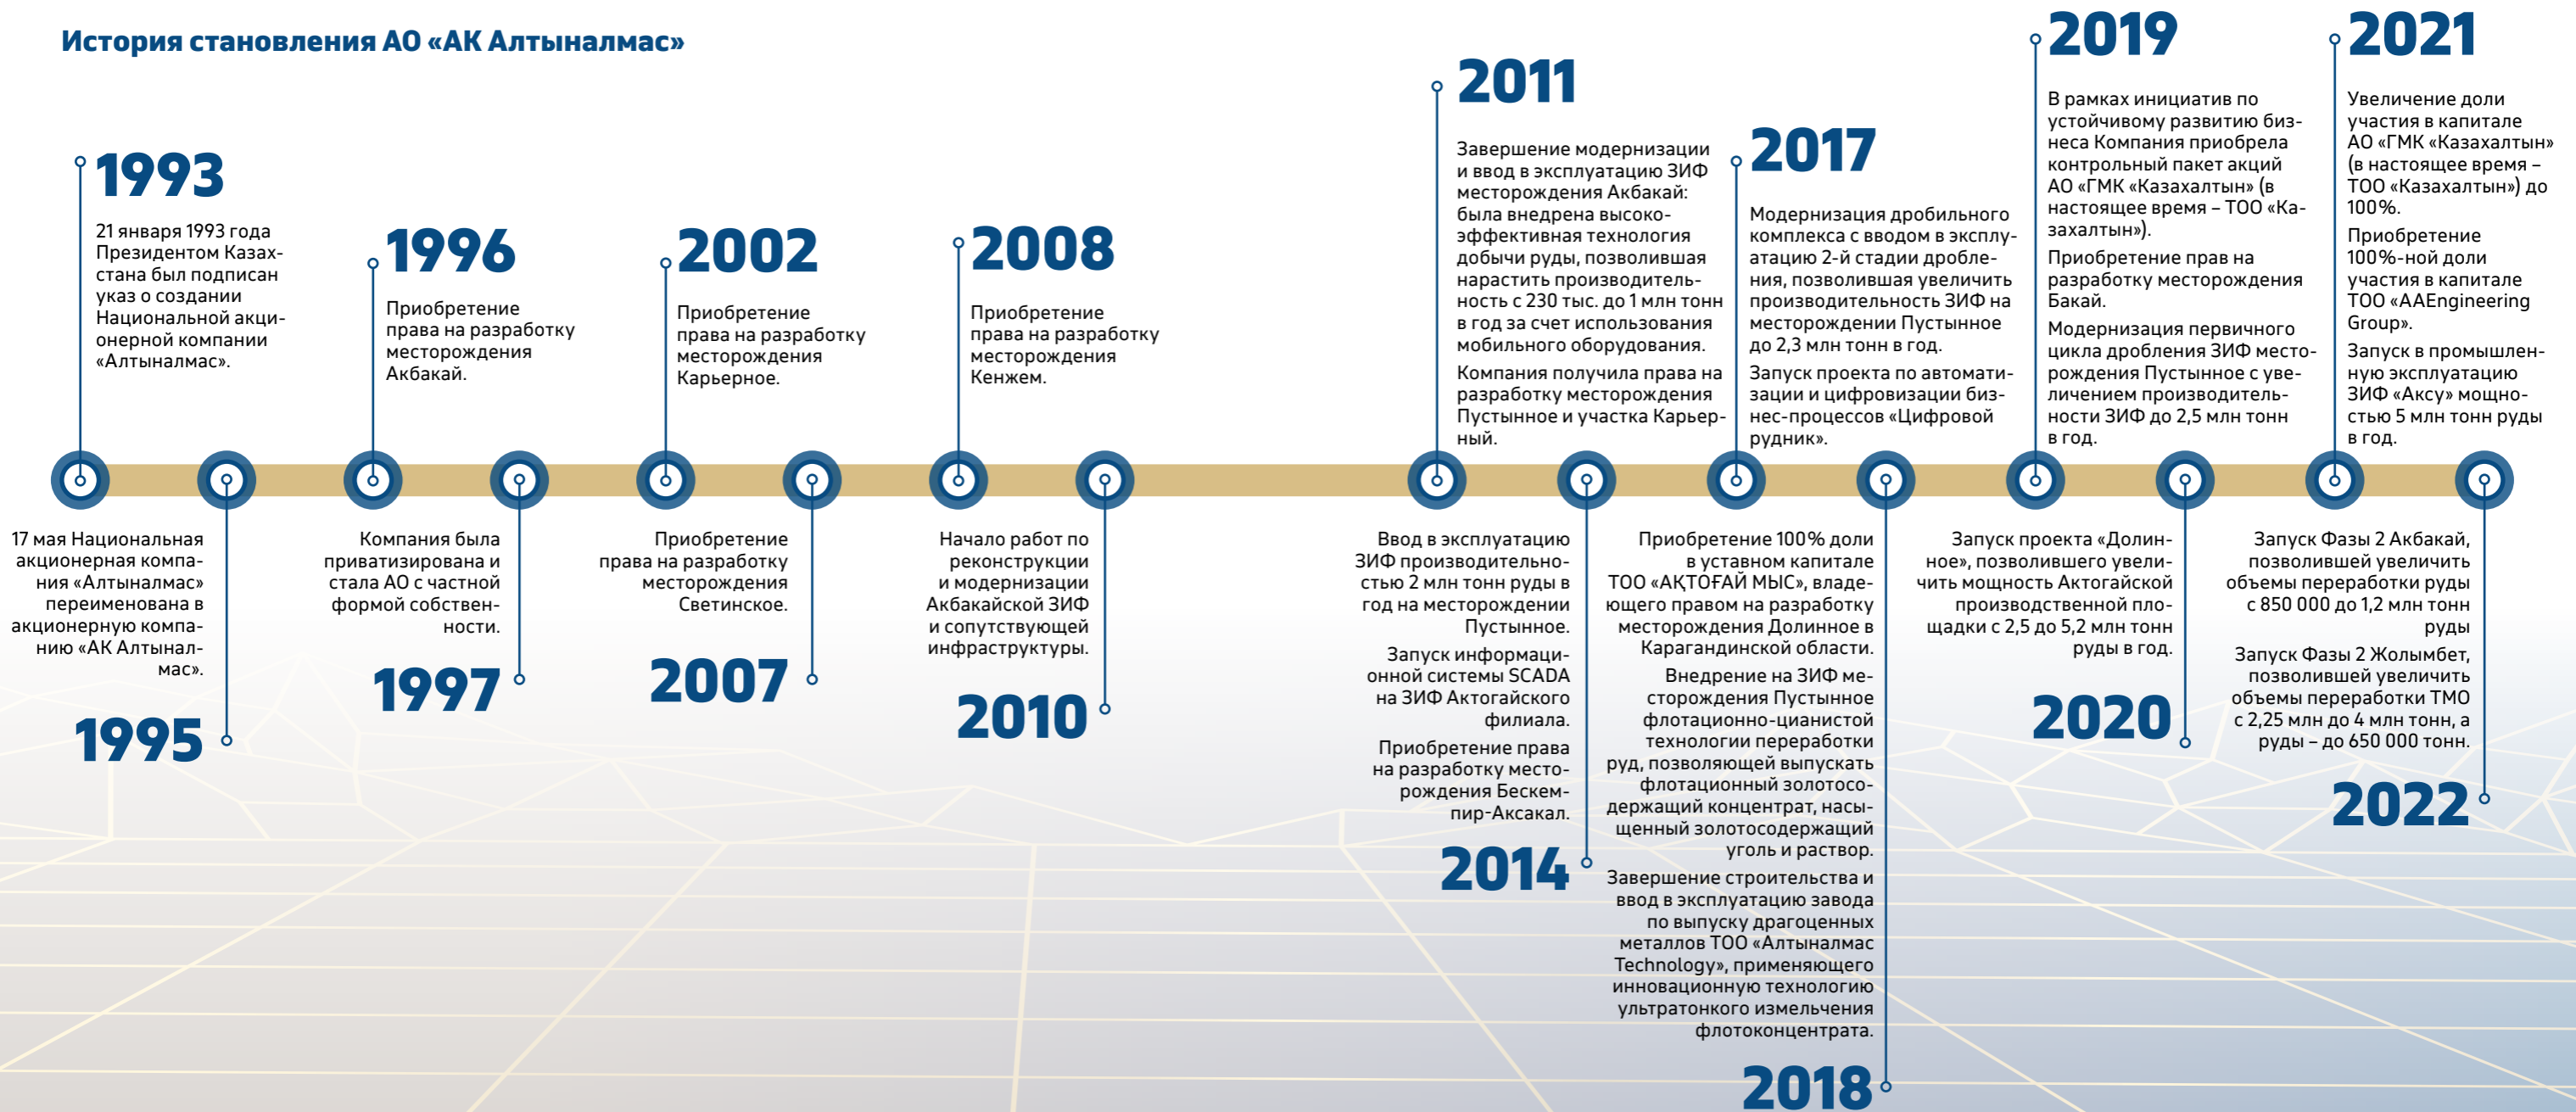 История становления АО «АК Алтыналмас»
1993
21 января 1993 года
Президентом Казах-
стана был подписан
указ о создании
Национальной акци-
онерной компании
«Алтыналмас».
17 мая Национальная
акционерная компа-
ния «Алтыналмас»
переименована в
акционерную компа-
нию «АК Алтынал-
мас».
1995
1996
Приобретение
права на разработку
месторождения
Акбакай.
Компания была
приватизирована и
стала АО с частной
формой собствен-
ности.
1997
2002
Приобретение
права на разработку
месторождения
Карьерное.
Приобретение
права на разработку
месторождения
Светинское.
2007
2008
Приобретение
права на разработку
месторождения
Кенжем.
Начало работ по
реконструкции
и модернизации
Акбакайской ЗИФ
и сопутствующей
инфраструктуры.
2010
2011
Завершение модернизации
и ввод в эксплуатацию ЗИФ
месторождения Акбакай:
была внедрена высоко-
эффективная технология
добычи руды, позволившая
нарастить производитель-
ность с 230 тыс. до 1 млн тонн
в год за счет использования
мобильного оборудования.
Компания получила права на
разработку месторождения
Пустынное и участка Карьер-
ный.
Ввод в эксплуатацию
ЗИФ производительно-
стью 2 млн тонн руды в
год на месторождении
Пустынное.
Запуск информаци-
онной системы SCADA
на ЗИФ Актогайского
филиала.
Приобретение права
на разработку место-
рождения Бескем-
пир-Аксакал.
2014
2017
Модернизация дробильного
комплекса с вводом в эксплу-
атацию 2-й стадии дробле-
ния, позволившая увеличить
производительность ЗИФ на
месторождении Пустынное
до 2,3 млн тонн в год.
Запуск проекта по автомати-
зации и цифровизации биз-
нес-процессов «Цифровой
рудник».
Приобретение 100% доли
в уставном капитале
ТОО «АҚТОҒАЙ МЫС», владе-
ющего правом на разработку
месторождения Долинное в
Карагандинской области.
Внедрение на ЗИФ ме-
сторождения Пустынное
флотационно-цианистой
технологии переработки
руд, позволяющей выпускать
флотационный золотосо-
держащий концентрат, насы-
щенный золотосодержащий
уголь и раствор.
Завершение строительства и
ввод в эксплуатацию завода
по выпуску драгоценных
металлов ТОО «Алтыналмас
Technology», применяющего
инновационную технологию
ультратонкого измельчения
флотоконцентрата.
2018
2019
В рамках инициатив по
устойчивому развитию биз-
неса Компания приобрела
контрольный пакет акций
АО «ГМК «Казахалтын» (в
настоящее время – ТОО «Ка-
захалтын»).
Приобретение прав на
разработку месторождения
Бакай.
Модернизация первичного
цикла дробления ЗИФ место-
рождения Пустынное с уве-
личением производитель-
ности ЗИФ до 2,5 млн тонн
в год.
Запуск проекта «Долин-
ное», позволившего увели-
чить мощность Актогайской
производственной пло-
щадки с 2,5 до 5,2 млн тонн
руды в год.
2020
2021
Увеличение доли
участия в капитале
АО «ГМК «Казахалтын»
(в настоящее время –
ТОО «Казахалтын») до
100%.
Приобретение
100%-ной доли
участия в капитале
ТОО «AAEngineering
Group».
Запуск в промышлен-
ную эксплуатацию
ЗИФ «Аксу» мощно-
стью 5 млн тонн руды
в год.
Запуск Фазы 2 Акбакай,
позволившей увеличить
объемы переработки руды
с 850 000 до 1,2 млн тонн
руды
Запуск Фазы 2 Жолымбет,
позволившей увеличить
объемы переработки ТМО
с 2,25 млн до 4 млн тонн, а
руды – до 650 000 тонн.
2022